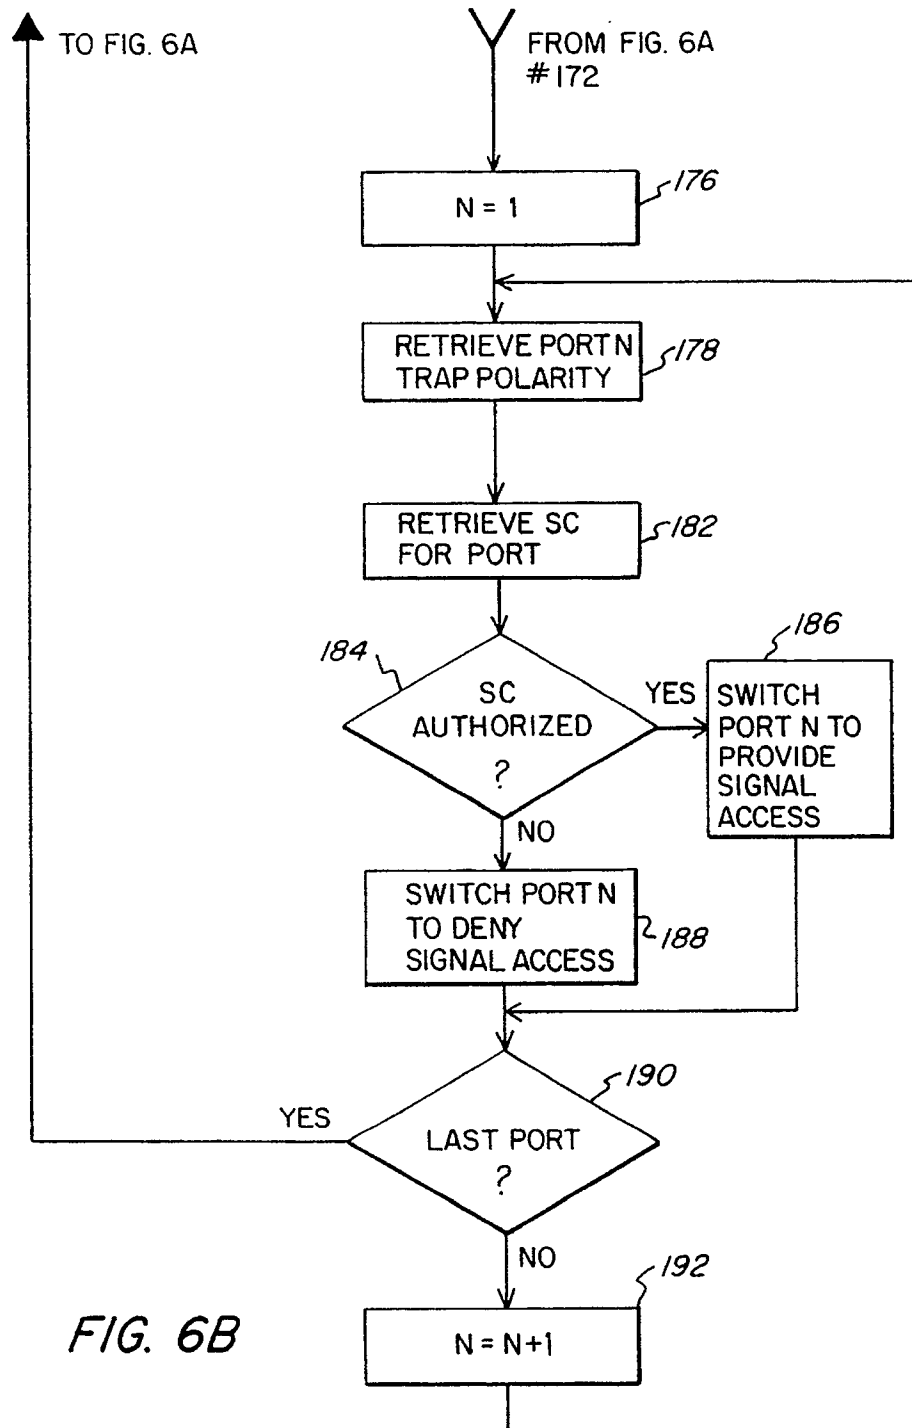 TO FIG. 6A
FROM FIG. 6A
#172
N = 1
176
RETRIEVE PORT N
TRAP POLARITY
178
RETRIEVE SC
FOR PORT
182
184
SC
AUTHORIZED
?
YES
186
SWITCH
PORT N TO
PROVIDE
SIGNAL
ACCESS
NO
SWITCH PORT N
TO DENY
SIGNAL ACCESS
188
190
YES
LAST PORT
?
NO
192
N = N+1
FIG. 6B